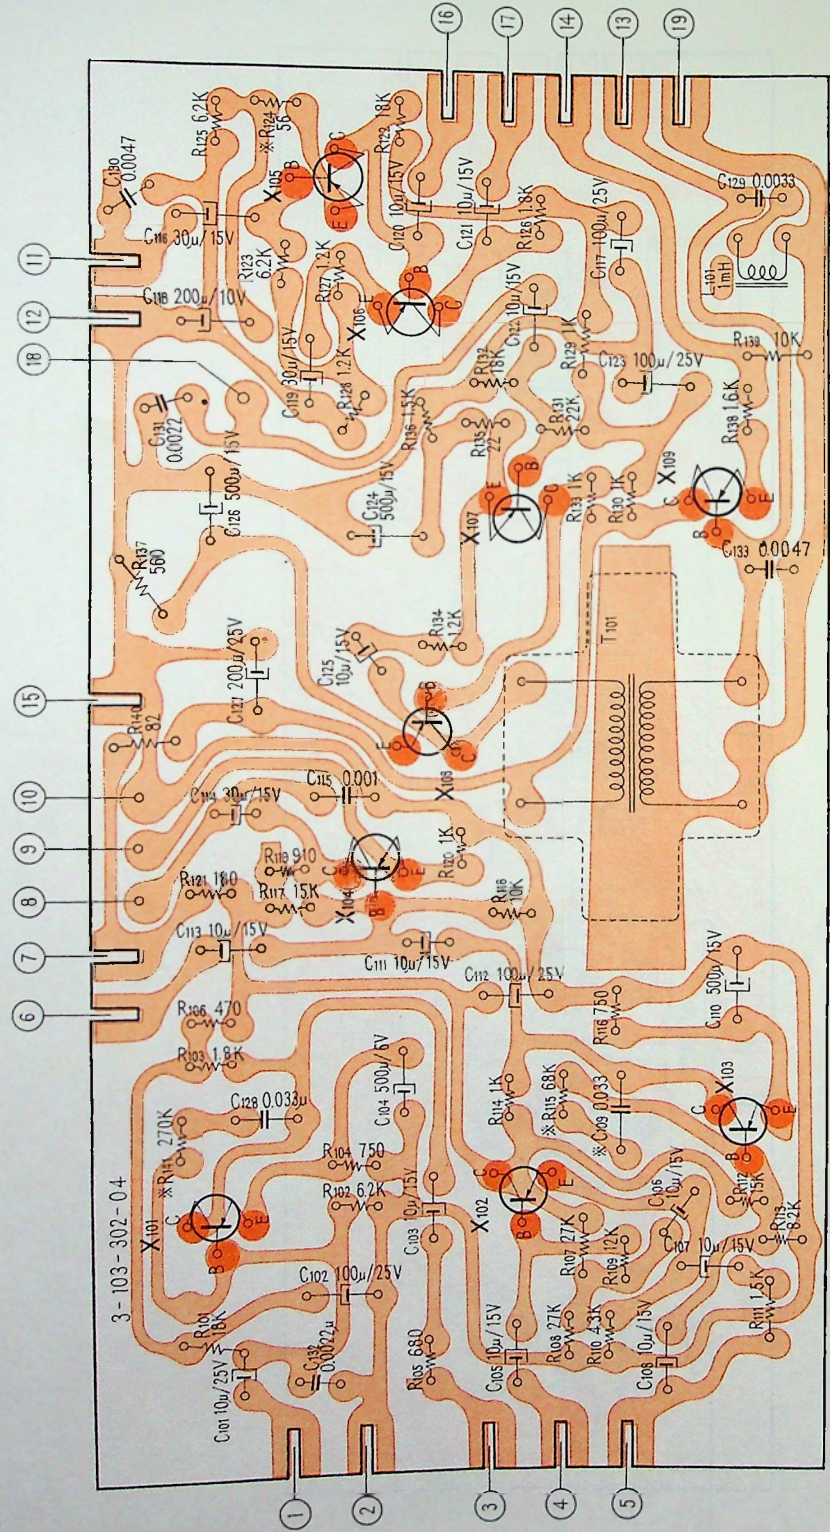 3-103-302-04
1
2
3
4
5
6
7
8
9
10
15
18
12
11
16
17
14
13
19
C101 10μ/25V
R101 18K
C132 0.0022μ
C102 100μ/25V
X101
C
B
E
※R141 270K
C128 0.033μ
R103 1.8K
R106 470
R104 750
R102 6.2K
C104 500μ/6V
C103 10μ/15V
R105 680
X102
C
B
E
C105 10μ/15V
R107 27K
R108 27K
R109 12K
R110 4.3K
C106 10μ/15V
C107 10μ/15V
C108 10μ/15V
R111 1.5K
R112 15K
R113 8.2K
X103
C
B
E
R114 1K
※R115 68K
※C109 0.033
R116 750
C110 500μ/15V
C112 100μ/25V
C111 10μ/15V
C113 10μ/15V
R121 180
R119 910
R117 15K
X104
C
B
E
R118 10K
R120 1K
C114 30μ/15V
C115 0.001
R140 82
C127 200μ/25V
X108
E
B
C
C125 10μ/15V
R134 12K
T101
R137 560
C126 500μ/15V
C131 0.0022
C124 500μ/15V
X107
E
B
C
R136 1.5K
R135 22
R132 18K
R131 22K
R133 1K
R130 1K
X109
C
B
E
C133 0.0047
R138 1.6K
R139 10K
C123 100μ/25V
R129 1K
C122 10μ/15V
C117 100μ/25V
R126 1.8K
C121 10μ/15V
C120 10μ/15V
L101 1mH
C129 0.0033
X106
E
B
C
R127 1.2K
R128 1.2K
C119 30μ/15V
R123 6.2K
X105
B
C
E
R122 18K
※R124 56
R125 6.2K
C130 0.0047
C116 30μ/15V
C118 200μ/10V